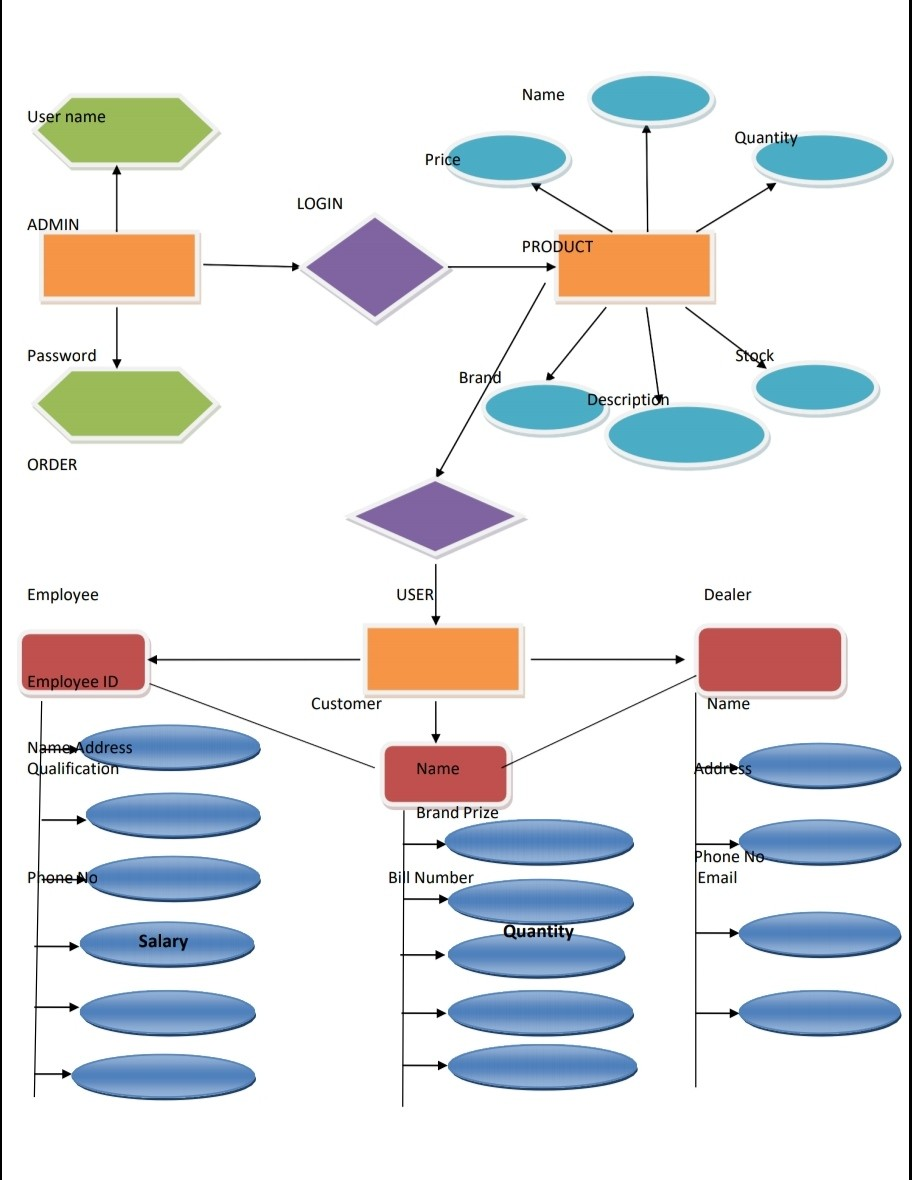 Name
User name
Quantity
Price
LOGIN
ADMIN
PRODUCT
Password
Stock
Brand
Description
ORDER
Employee
USER
Dealer
Employee ID
Customer
Name
Name Address
Qualification
Name
Address
Brand Prize
Phone No
Email
Phone No
Bill Number
Quantity
Salary